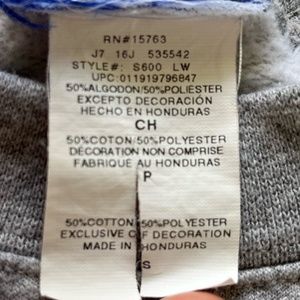 RN#15763
J7 16J 535542
STYLE#: S600 LW
UPC:011919796847
50%ALGODON/50%POLIESTER
EXCEPTO DECORACIÓN
HECHO EN HONDURAS
CH
50%COTON/50%POLYESTER
DÉCORATION NON COMPRISE
FABRIQUE AU HONDURAS
P
50%COTTON/50%POLYESTER
EXCLUSIVE OF DECORATION
MADE IN HONDURAS
S